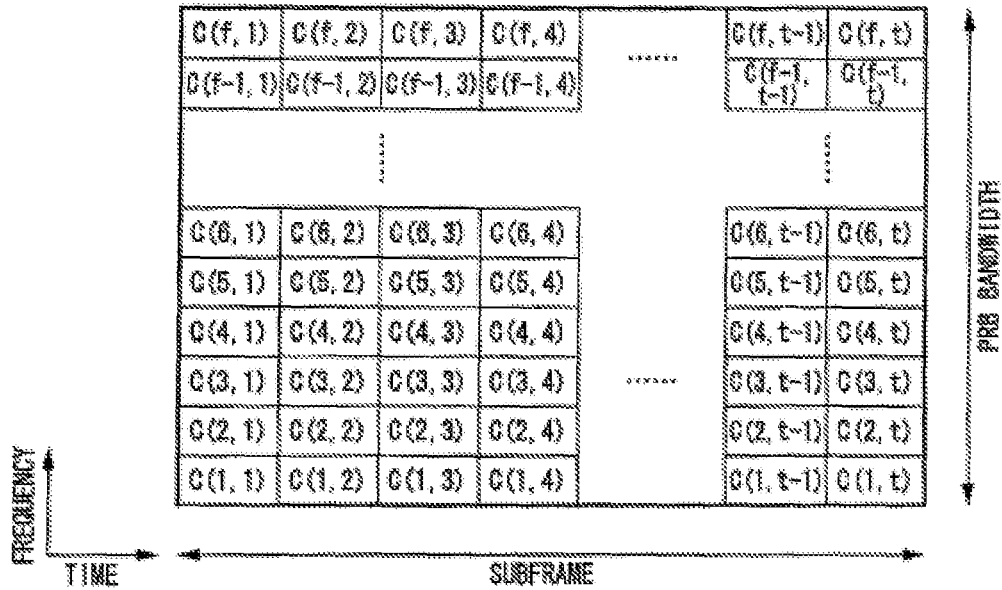 C(f, 1) C(f, 2) C(f, 3) C(f, 4) ...... C(f, t-1) C(f, t)
C(f-1, 1) C(f-1, 2) C(f-1, 3) C(f-1, 4) C(f-1, t-1) C(f-1, t)
...... ......
C(6, 1) C(6, 2) C(6, 3) C(6, 4) C(6, t-1) C(6, t)
C(5, 1) C(5, 2) C(5, 3) C(5, 4) C(5, t-1) C(5, t)
C(4, 1) C(4, 2) C(4, 3) C(4, 4) C(4, t-1) C(4, t)
C(3, 1) C(3, 2) C(3, 3) C(3, 4) ...... C(3, t-1) C(3, t)
C(2, 1) C(2, 2) C(2, 3) C(2, 4) C(2, t-1) C(2, t)
C(1, 1) C(1, 2) C(1, 3) C(1, 4) C(1, t-1) C(1, t)
PRB BANDWIDTH
FREQUENCY
TIME
SUBFRAME